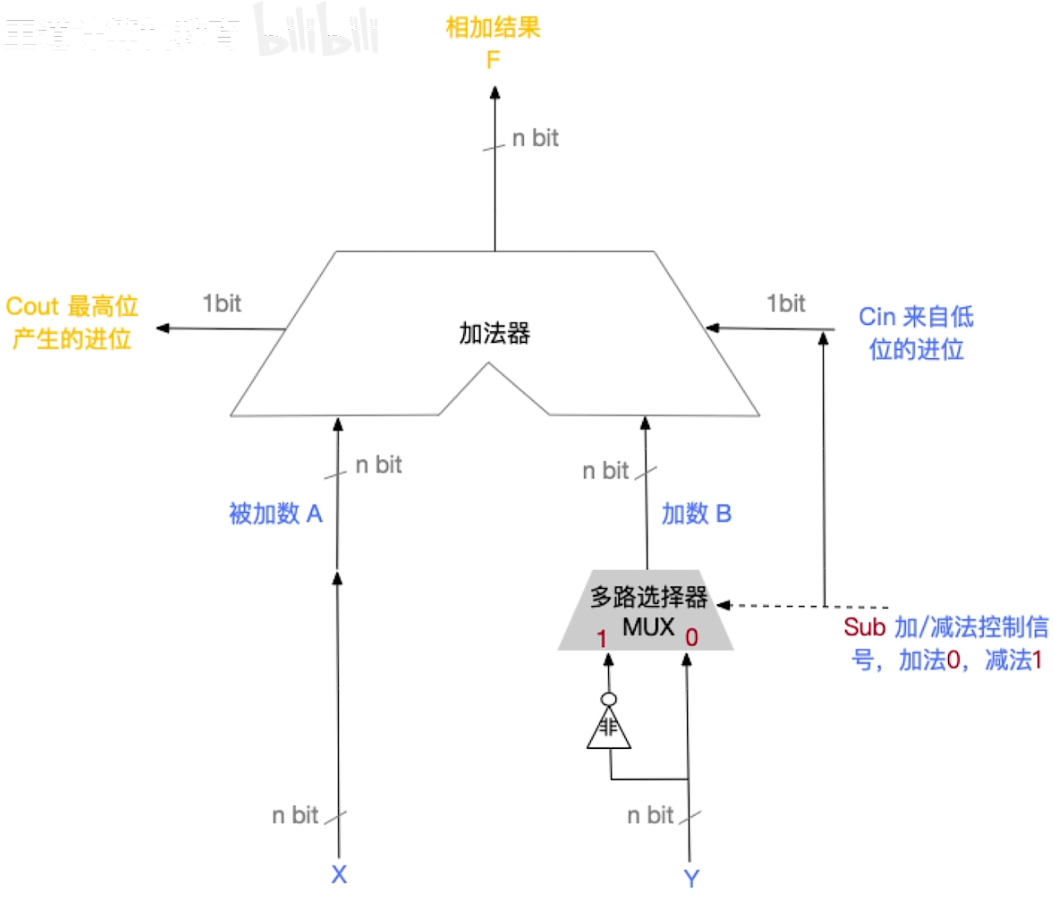 bilibili
相加结果
F
n bit
Cout 最高位
产生的进位
1bit
加法器
1bit
Cin 来自低
位的进位
n bit
被加数 A
n bit
加数 B
多路选择器
MUX
1
0
Sub 加/减法控制信
号，加法0，减法1
非
n bit
X
n bit
Y